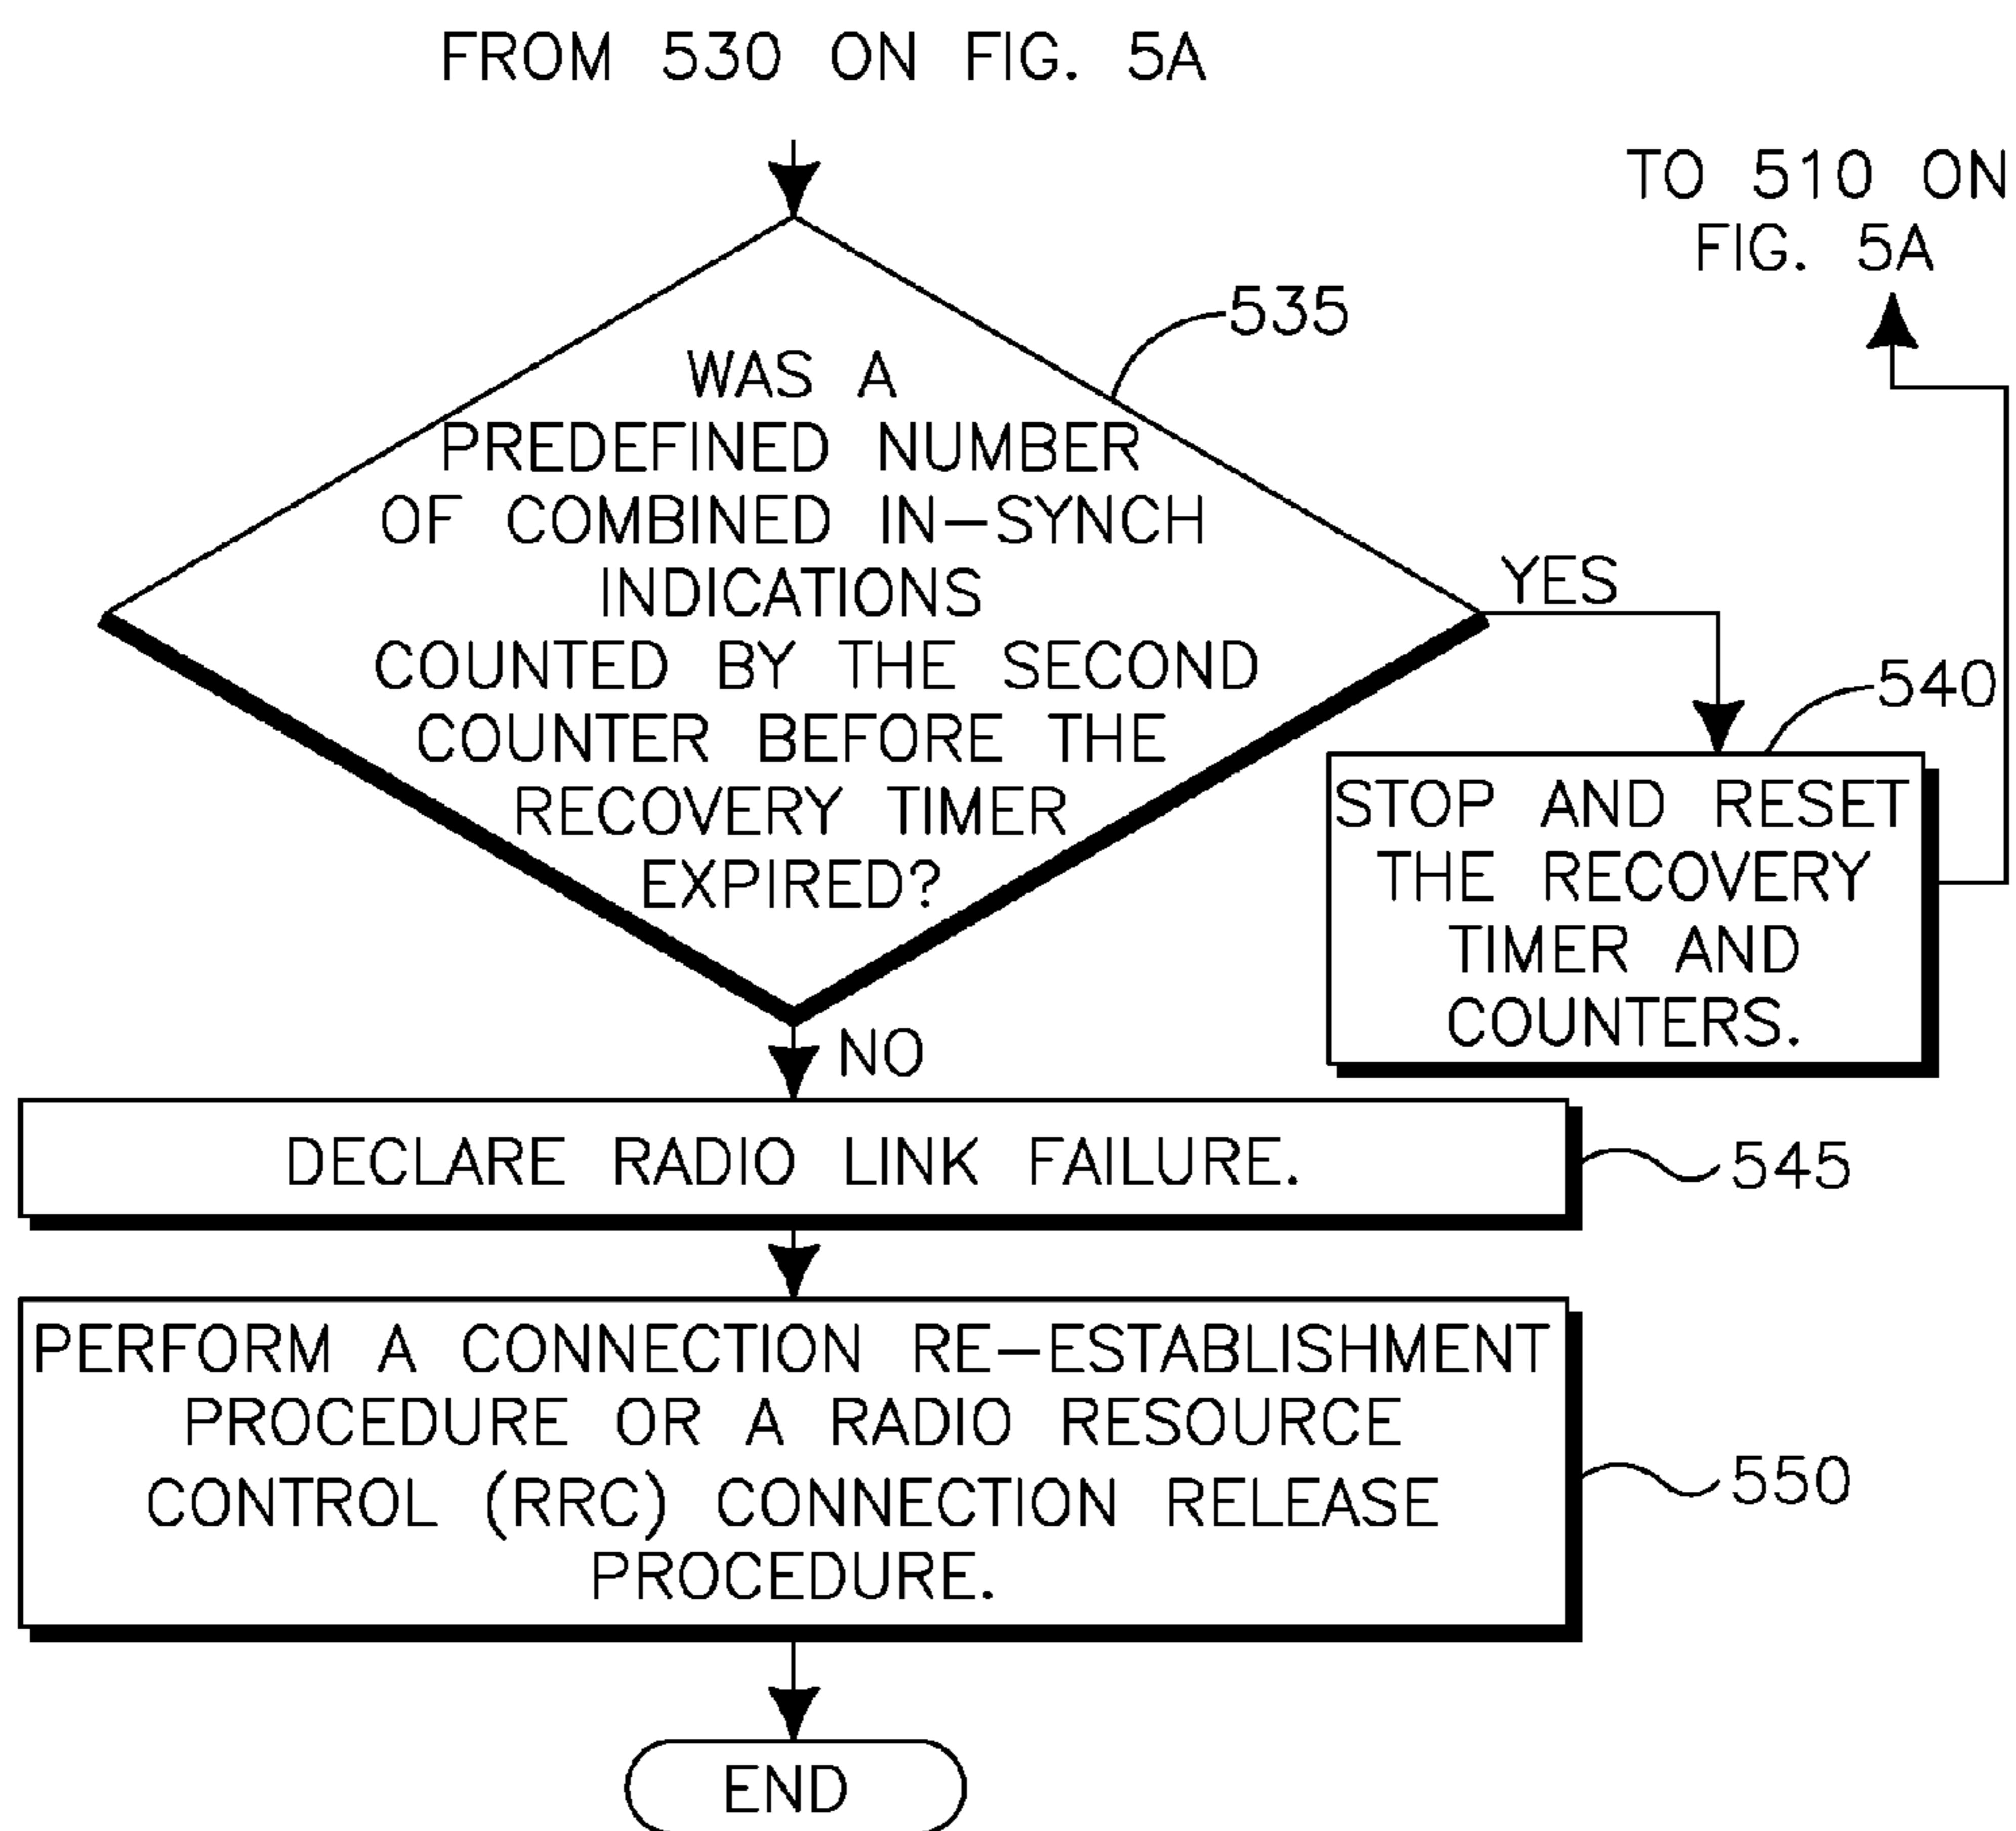 FROM 530 ON FIG. 5A
TO 510 ON
FIG. 5A
535
WAS A
PREDEFINED NUMBER
OF COMBINED IN-SYNCH
INDICATIONS
COUNTED BY THE SECOND
COUNTER BEFORE THE
RECOVERY TIMER
EXPIRED?
YES
540
STOP AND RESET
THE RECOVERY
TIMER AND
COUNTERS.
NO
DECLARE RADIO LINK FAILURE.
545
PERFORM A CONNECTION RE-ESTABLISHMENT
PROCEDURE OR A RADIO RESOURCE
CONTROL (RRC) CONNECTION RELEASE
PROCEDURE.
550
END